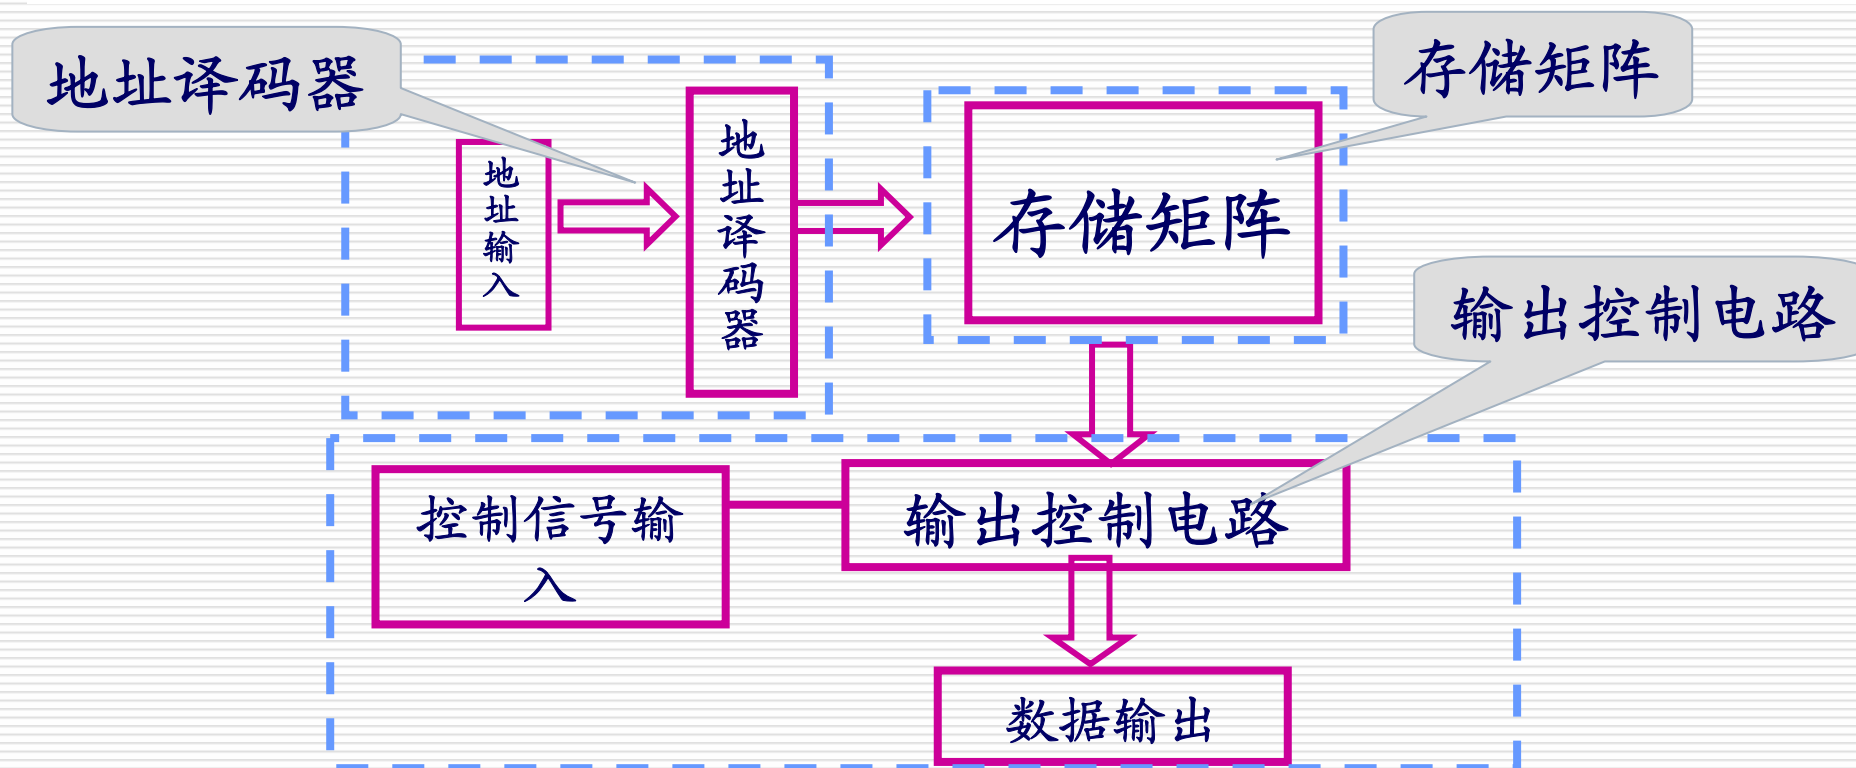 地址译码器
存储矩阵
地
址
输
入
地
址
译
码
器
存储矩阵
输出控制电路
控制信号输
入
输出控制电路
数据输出